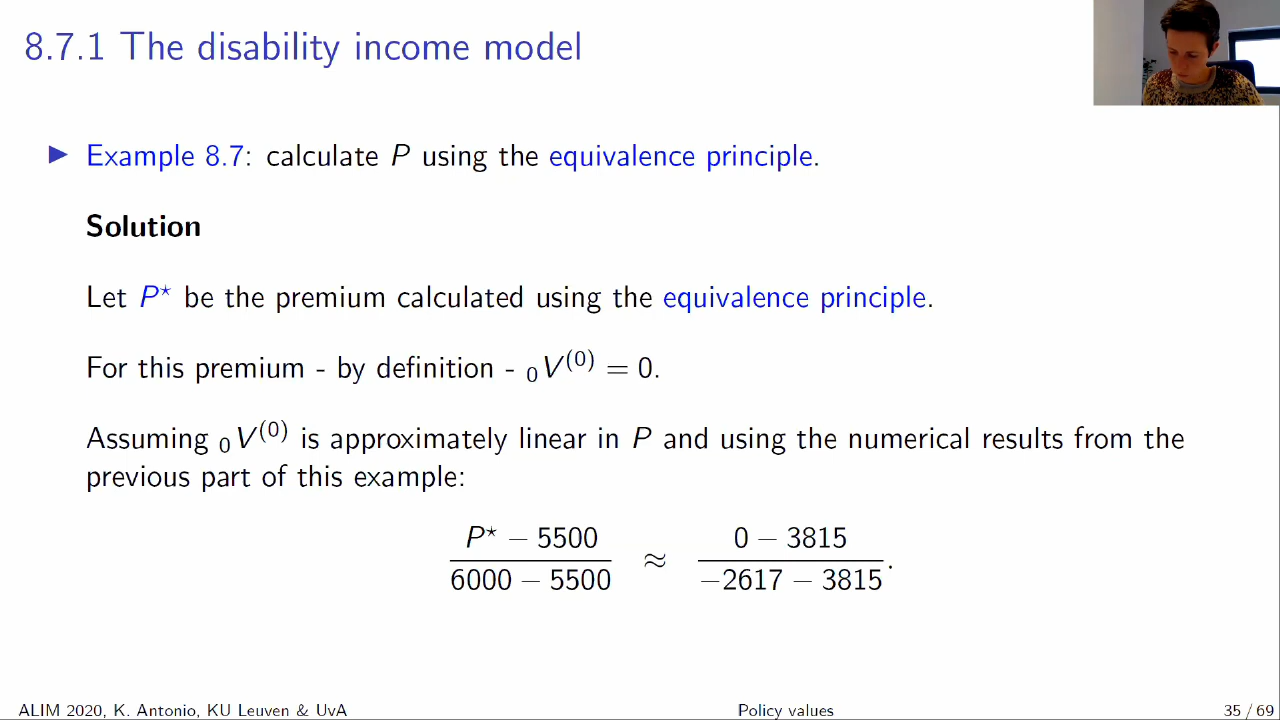 8.7.1 The disability income model
▶ Example 8.7: calculate P using the equivalence principle.
Solution
Let P⋆ be the premium calculated using the equivalence principle.
For this premium - by definition - ₀V⁽⁰⁾ = 0.
Assuming ₀V⁽⁰⁾ is approximately linear in P and using the numerical results from the
previous part of this example:
P⋆ − 5500 / 6000 − 5500 ≈ 0 − 3815 / −2617 − 3815.
ALIM 2020, K. Antonio, KU Leuven & UvA Policy values 35 / 69